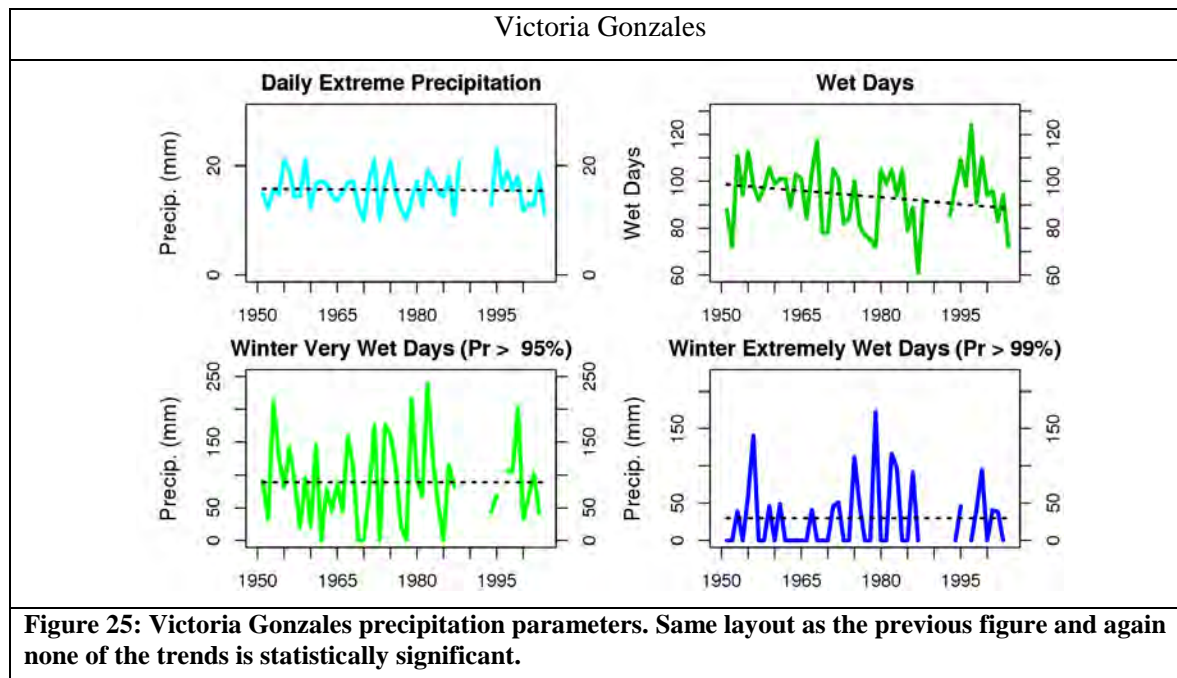 Victoria Gonzales
Daily Extreme Precipitation
Precip. (mm)
0 20
0 20
1950 1965 1980 1995
Wet Days
Wet Days
60 80 100 120
60 80 100 120
1950 1965 1980 1995
Winter Very Wet Days (Pr > 95%)
Precip. (mm)
0 50 150 250
0 50 150 250
1950 1965 1980 1995
Winter Extremely Wet Days (Pr > 99%)
Precip. (mm)
0 50 150
0 50 150
1950 1965 1980 1995
Figure 25: Victoria Gonzales precipitation parameters. Same layout as the previous figure and again
none of the trends is statistically significant.